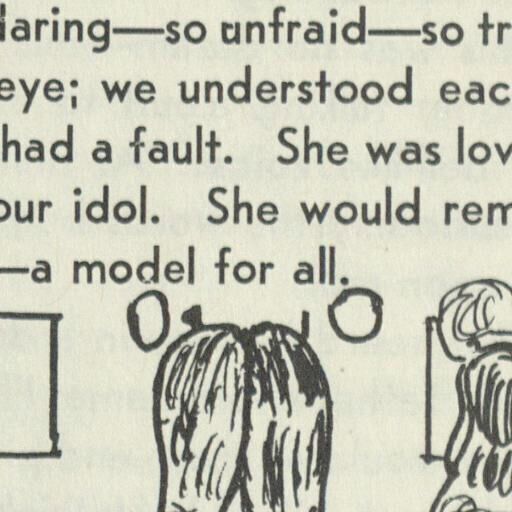 daring—so unfraid—so tr
eye; we understood eac
had a fault. She was lov
our idol. She would rem
—a model for all.